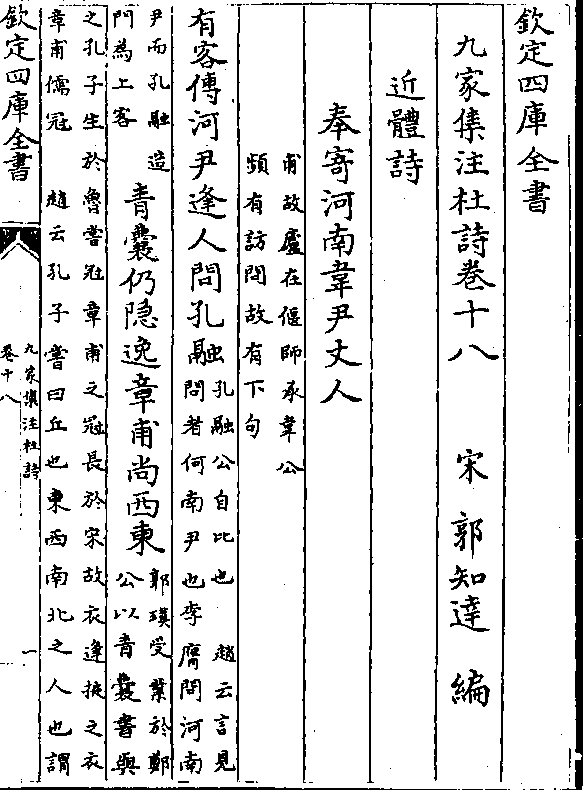 欽定四庫全書
九家集注杜詩卷十八 宋 郭知達 編
近體詩
奉寄河南韋尹丈人
甫故廬在偃師承韋公
頻有訪問故有下句
有客傳河尹逢人問孔融
孔融公自比也 趙云言見
問者何南尹也李膺問河南
尹而孔融造
門為上客
青囊仍隐逸章甫尚西東
郭璞受業於鄭
公以青囊書與
之孔子生於魯嘗冠章甫之冠長於宋故衣逢掖之衣
章甫儒冠 趙云孔子嘗曰丘也東西南北之人也謂
欽定四庫全書
九家集注杜詩
卷十八
一